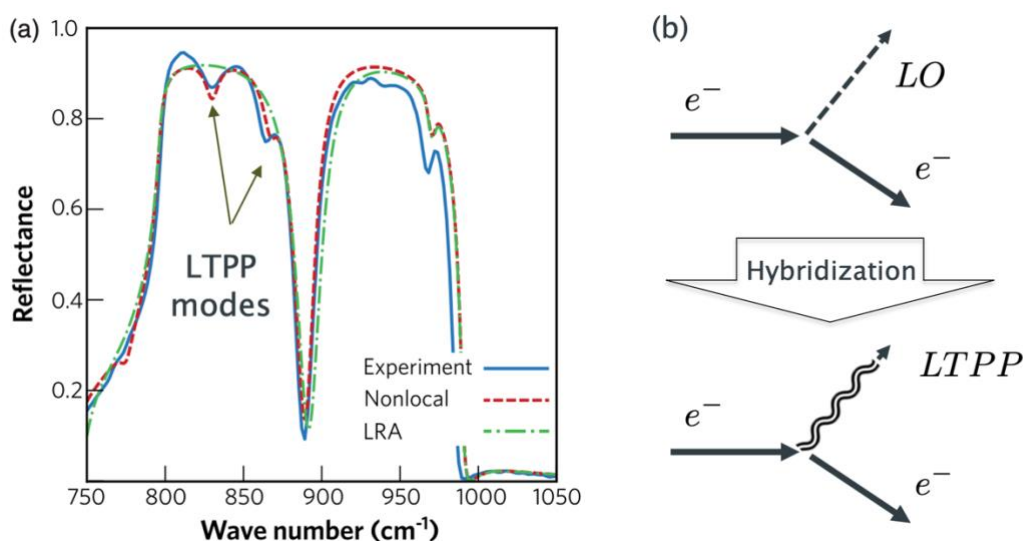 (a)
1.0
0.8
0.6
0.4
0.2
Reflectance
LTPP
modes
Experiment
Nonlocal
LRA
750 800 850 900 950 1000 1050
Wave number (cm⁻¹)
(b)
LO
e⁻
e⁻
Hybridization
LTPP
e⁻
e⁻